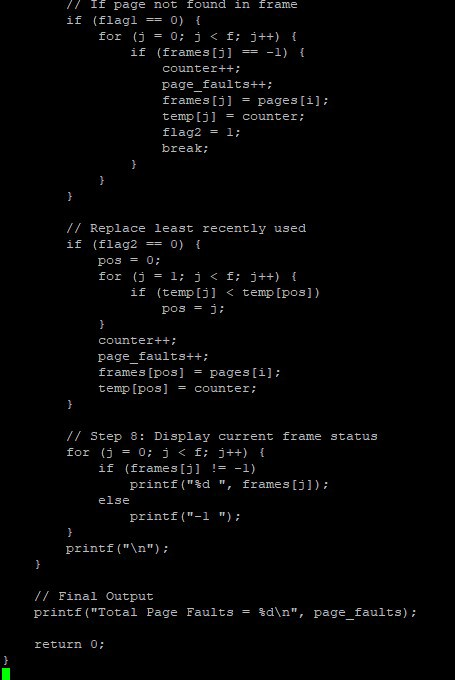 // If page not found in frame
        if (flag1 == 0) {
            for (j = 0; j < f; j++) {
                if (frames[j] == -1) {
                    counter++;
                    page_faults++;
                    frames[j] = pages[i];
                    temp[j] = counter;
                    flag2 = 1;
                    break;
                }
            }
        }

        // Replace least recently used
        if (flag2 == 0) {
            pos = 0;
            for (j = 1; j < f; j++) {
                if (temp[j] < temp[pos])
                    pos = j;
            }
            counter++;
            page_faults++;
            frames[pos] = pages[i];
            temp[pos] = counter;
        }

        // Step 8: Display current frame status
        for (j = 0; j < f; j++) {
            if (frames[j] != -1)
                printf("%d ", frames[j]);
            else
                printf("-1 ");
        }
        printf("\n");
    }

    // Final Output
    printf("Total Page Faults = %d\n", page_faults);

    return 0;
}